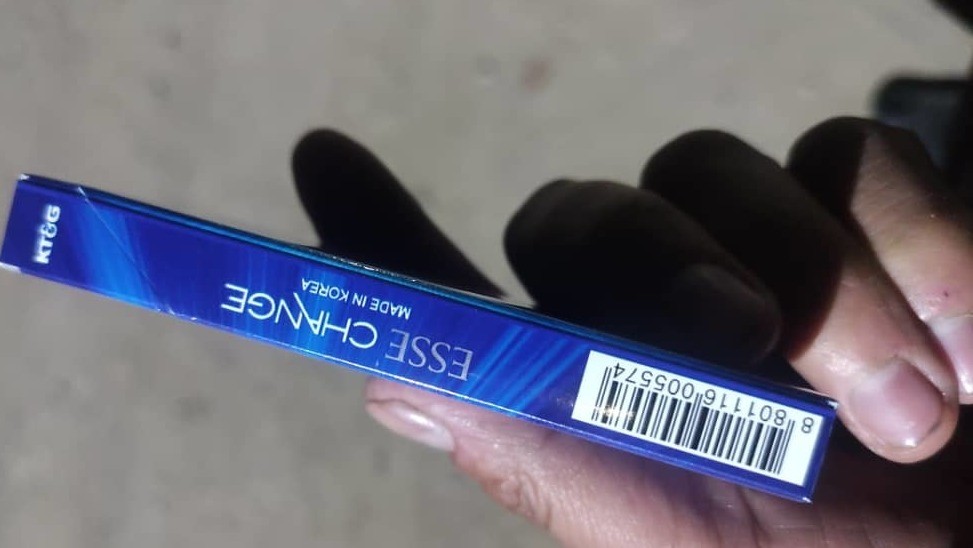 ESSE CHANGE
MADE IN KOREA
KT&G
8 801116 005574